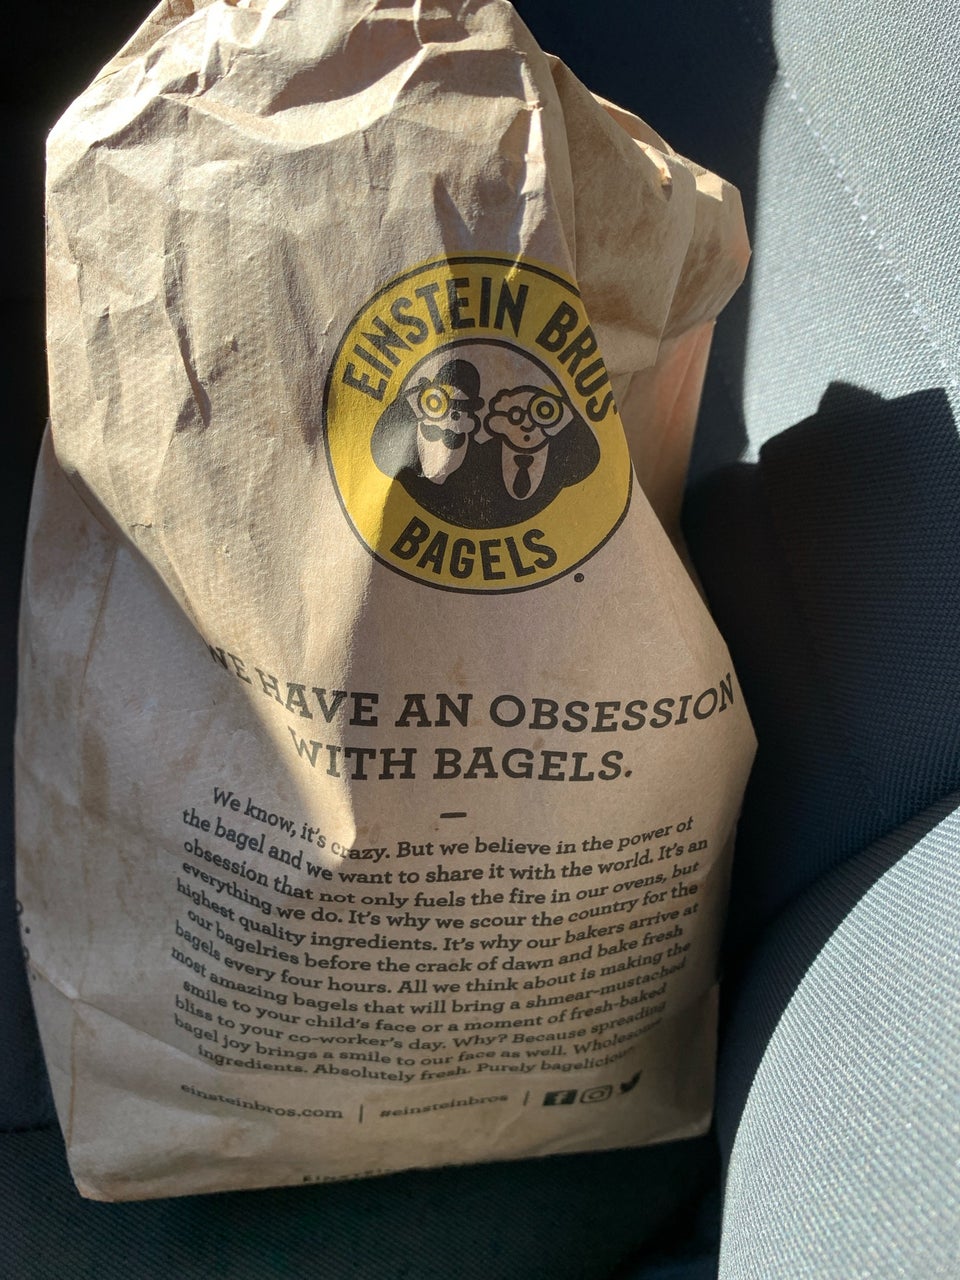 EINSTEIN BROS
BAGELS
WE HAVE AN OBSESSION
WITH BAGELS.
We know, it's crazy. But we believe in the power of
the bagel and we want to share it with the world. It's an
obsession that not only fuels the fire in our ovens, but
everything we do. It's why we scour the country for the
highest quality ingredients. It's why our bakers arrive at
our bagelries before the crack of dawn and bake fresh
bagels every four hours. All we think about is making the
most amazing bagels that will bring a shmear-mustached
smile to your child's face or a moment of fresh-baked
bliss to your co-worker's day. Why? Because spreading
bagel joy brings a smile to our face as well. Wholesome
ingredients. Absolutely fresh. Purely bagelicious.
einsteinbros.com | #einsteinbros |